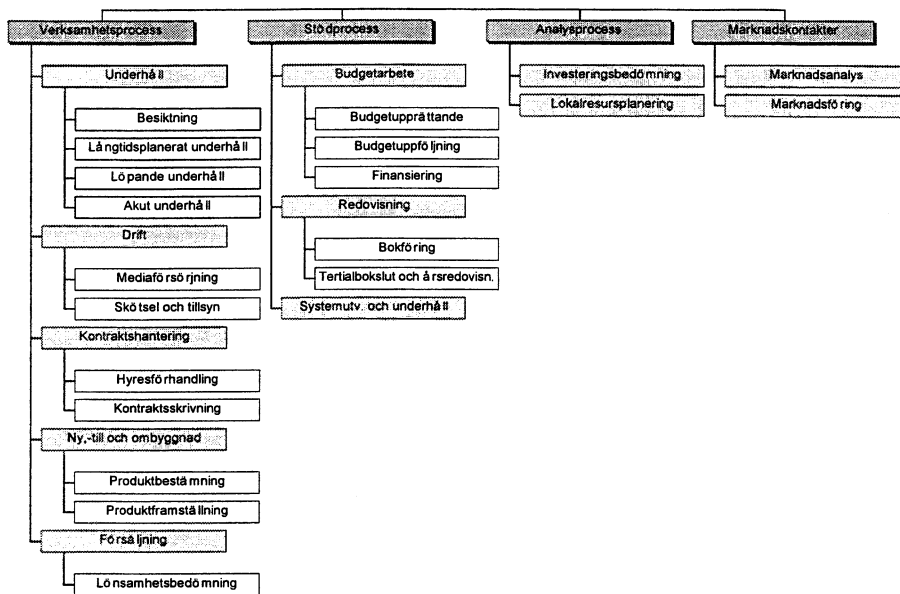 Verksamhetsprocess
Underhåll
Besiktning
Långtidsplanerat underhåll
Löpande underhåll
Akut underhåll
Drift
Mediaförsörjning
Skötsel och tillsyn
Kontraktshantering
Hyresförhandling
Kontraktsskrivning
Ny,-till och ombyggnad
Produktbestämning
Produktframställning
Försäljning
Lönsamhetsbedömning
Stödprocess
Budgetarbete
Budgetupprättande
Budgetuppföljning
Finansiering
Redovisning
Bokföring
Tertialbokslut och årsredovisn.
Systemutv. och underhåll
Analysprocess
Investeringsbedömning
Lokalresursplanering
Marknadskontakter
Marknadsanalys
Marknadsföring